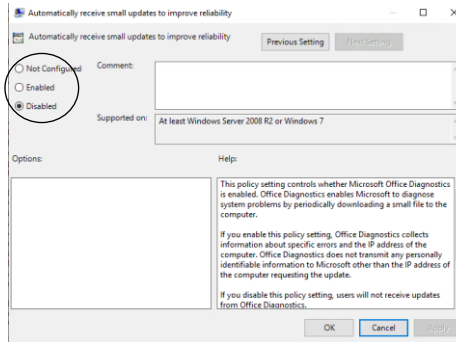 Automatically receive small updates to improve reliability
Automatically receive small updates to improve reliability
Previous Setting
Next Setting
Not Configured
Comment:
Enabled
Disabled
Supported on:
At least Windows Server 2008 R2 or Windows 7
Options:
Help:
This policy setting controls whether Microsoft Office Diagnostics
is enabled. Office Diagnostics enables Microsoft to diagnose
system problems by periodically downloading a small file to the
computer.
If you enable this policy setting, Office Diagnostics collects
information about specific errors and the IP address of the
computer. Office Diagnostics does not transmit any personally
identifiable information to Microsoft other than the IP address of
the computer requesting the update.
If you disable this policy setting, users will not receive updates
from Office Diagnostics.
OK
Cancel
Apply